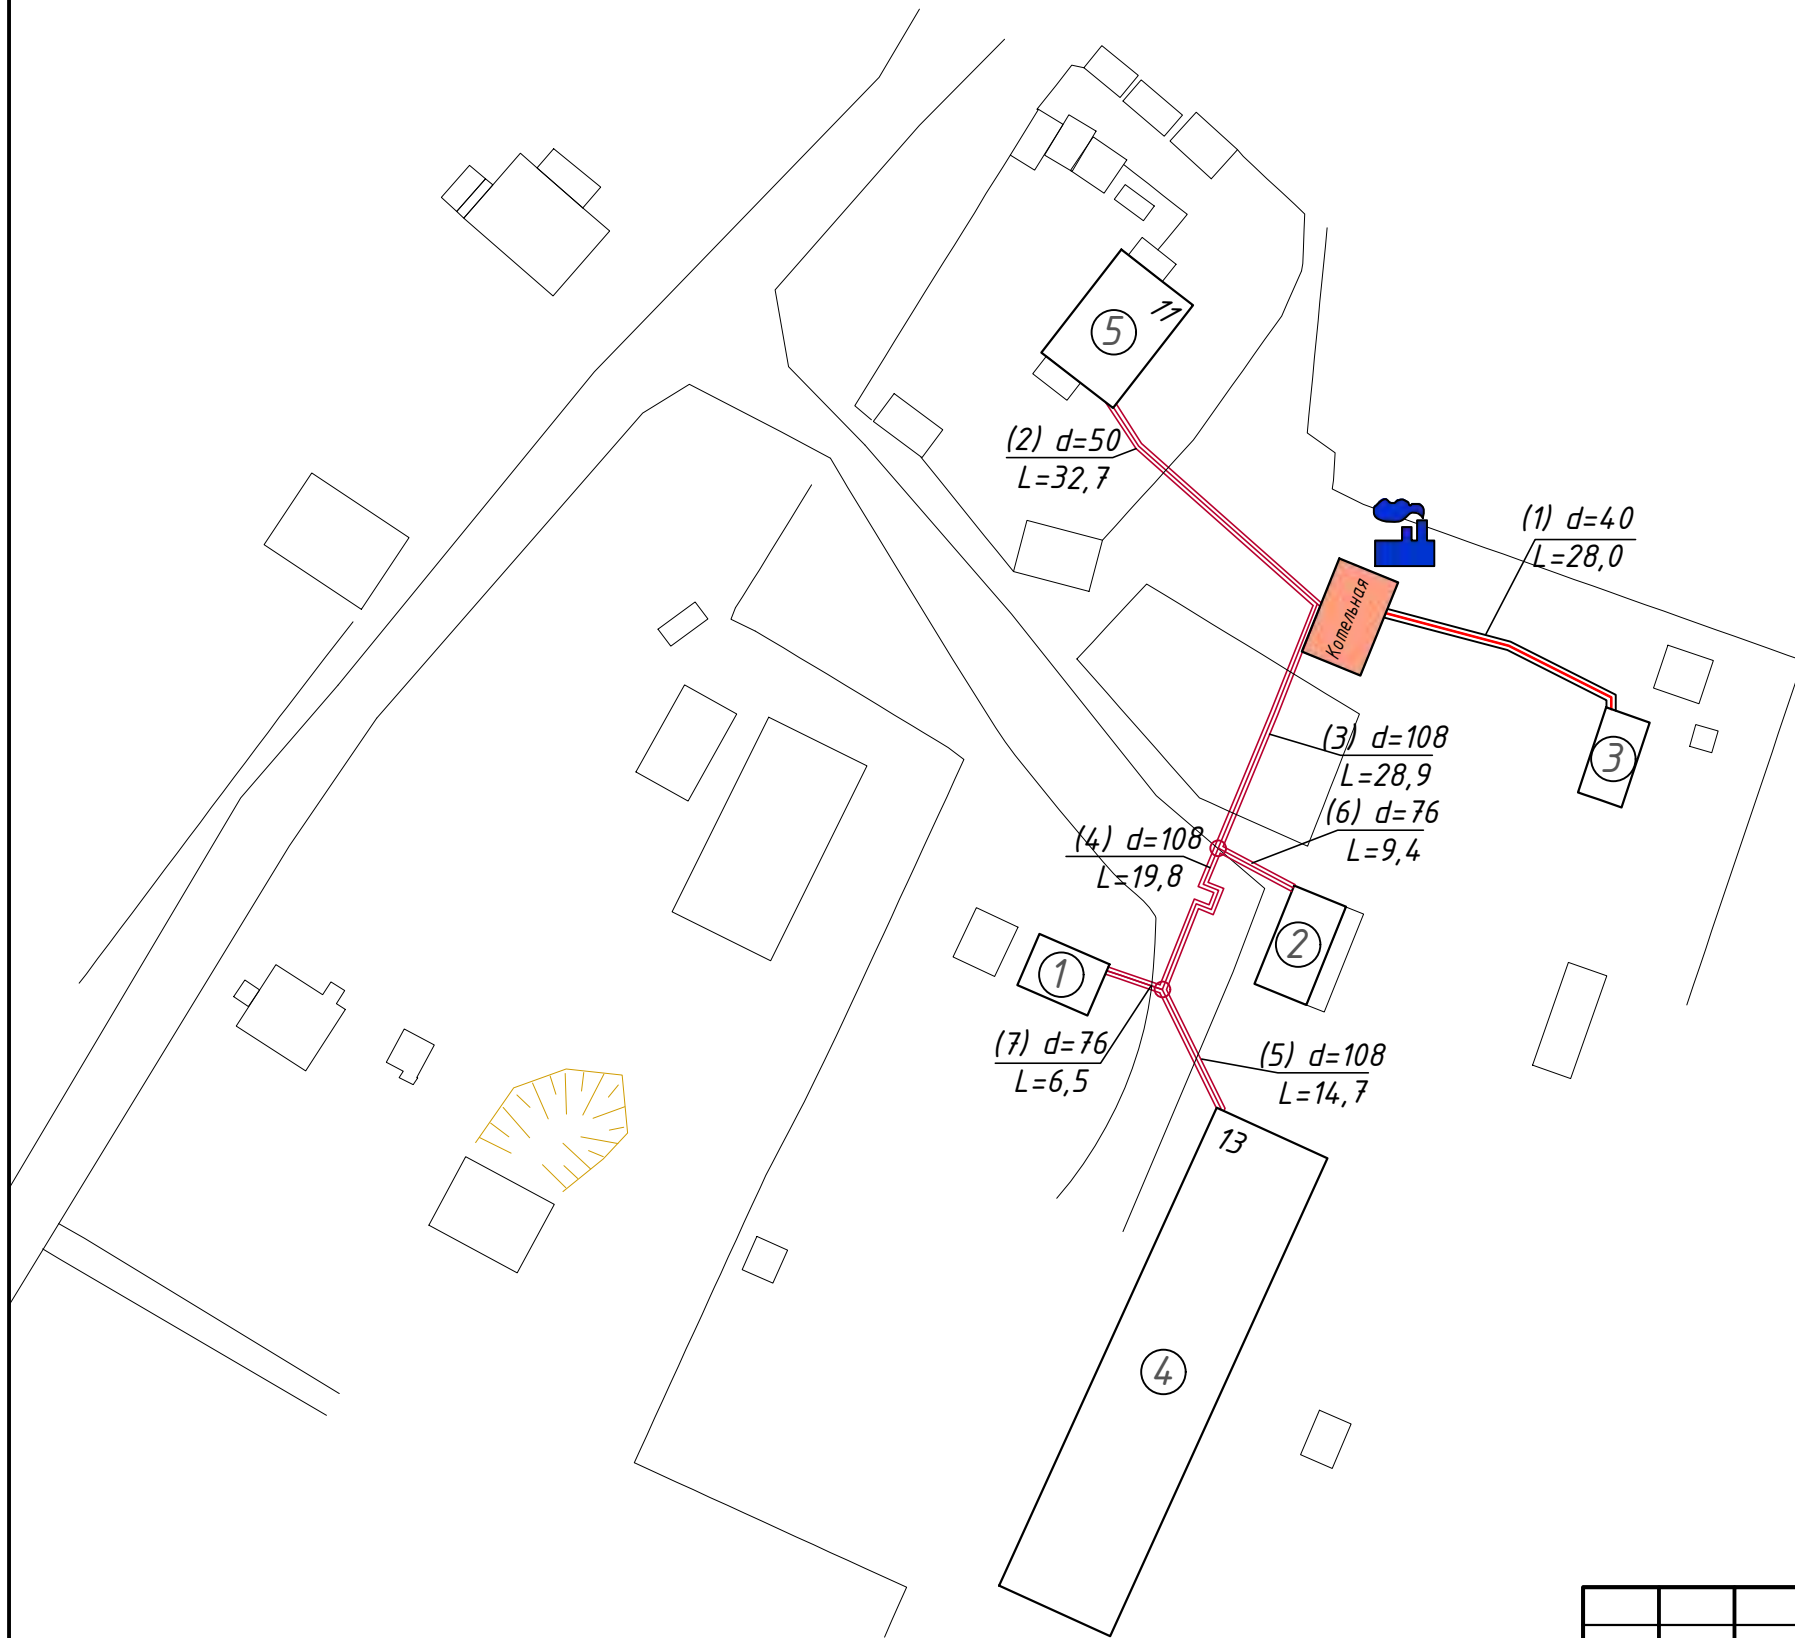 11
5
(2) d=50
L=32,7
(1) d=40
L=28,0
Котельная
(3) d=108
L=28,9
3
(6) d=76
L=9,4
(4) d=108
L=19,8
2
1
(7) d=76
L=6,5
(5) d=108
L=14,7
13
4